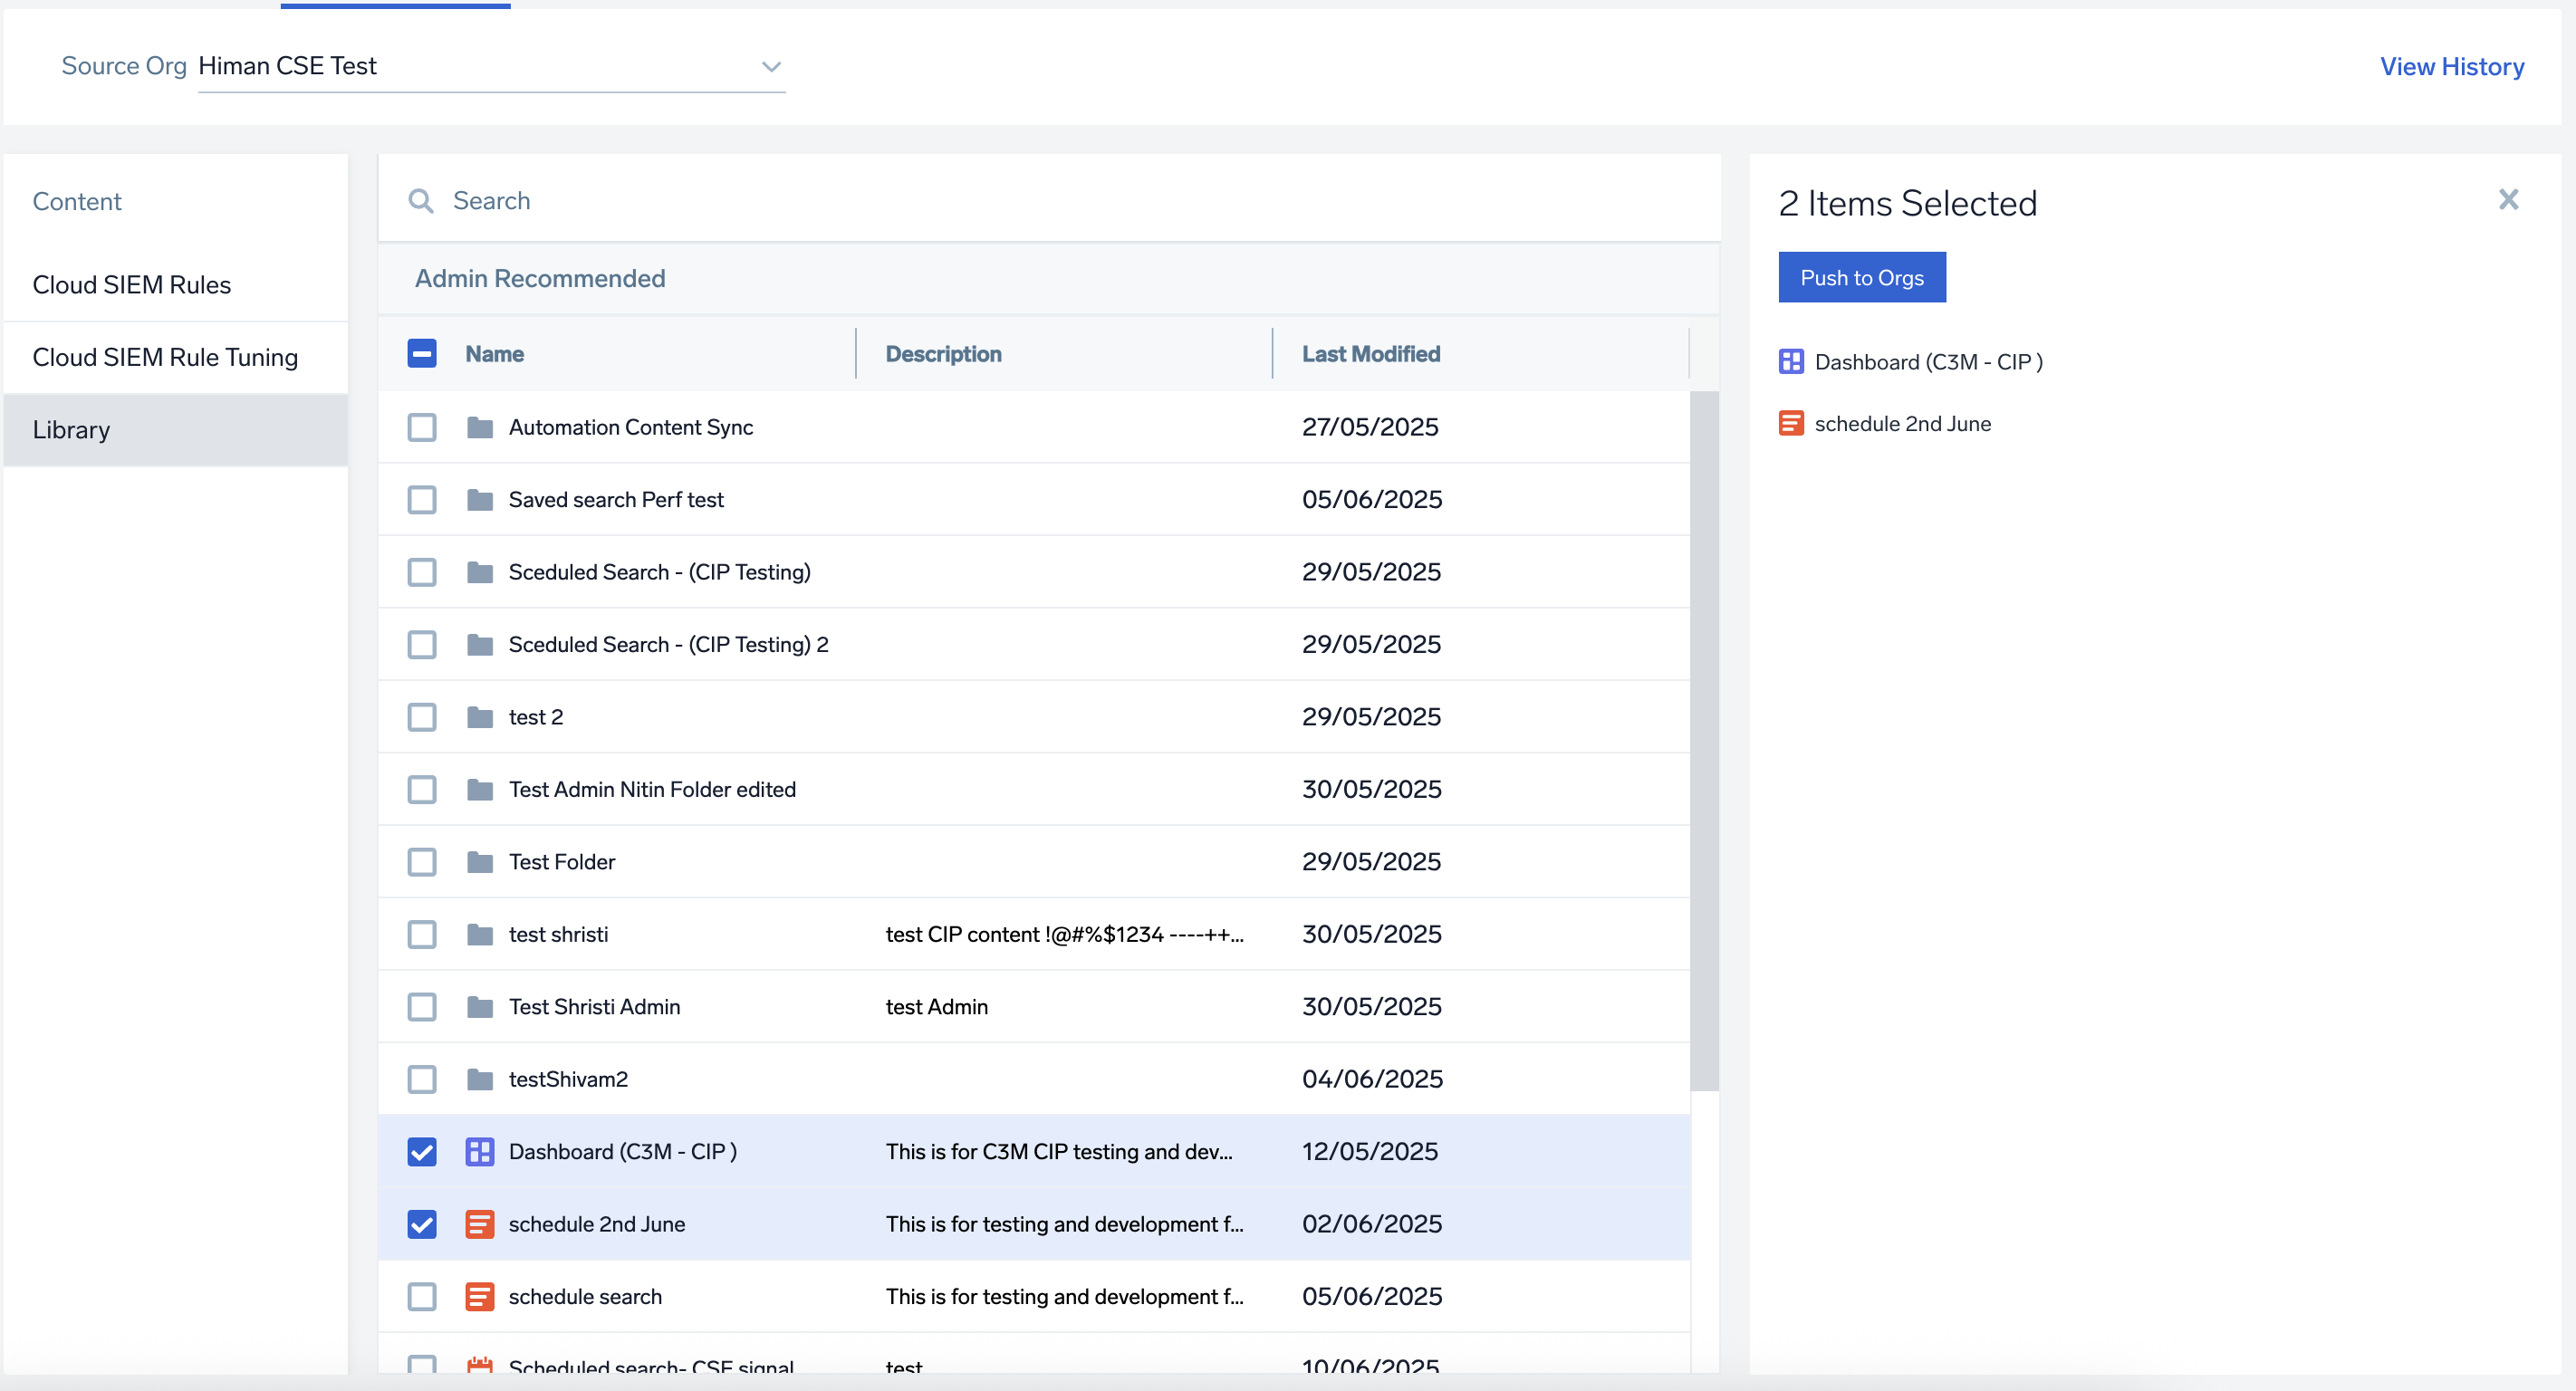 Source Org Himan CSE Test
View History
Content
Cloud SIEM Rules
Cloud SIEM Rule Tuning
Library
Search
Admin Recommended
Name Description Last Modified
Automation Content Sync 27/05/2025
Saved search Perf test 05/06/2025
Sceduled Search - (CIP Testing) 29/05/2025
Sceduled Search - (CIP Testing) 2 29/05/2025
test 2 29/05/2025
Test Admin Nitin Folder edited 30/05/2025
Test Folder 29/05/2025
test shristi test CIP content !@#%$1234 ----++... 30/05/2025
Test Shristi Admin test Admin 30/05/2025
testShivam2 04/06/2025
Dashboard (C3M - CIP ) This is for C3M CIP testing and dev... 12/05/2025
schedule 2nd June This is for testing and development f... 02/06/2025
schedule search This is for testing and development f... 05/06/2025
Scheduled search- CSE signal test 10/06/2025
2 Items Selected
Push to Orgs
Dashboard (C3M - CIP )
schedule 2nd June